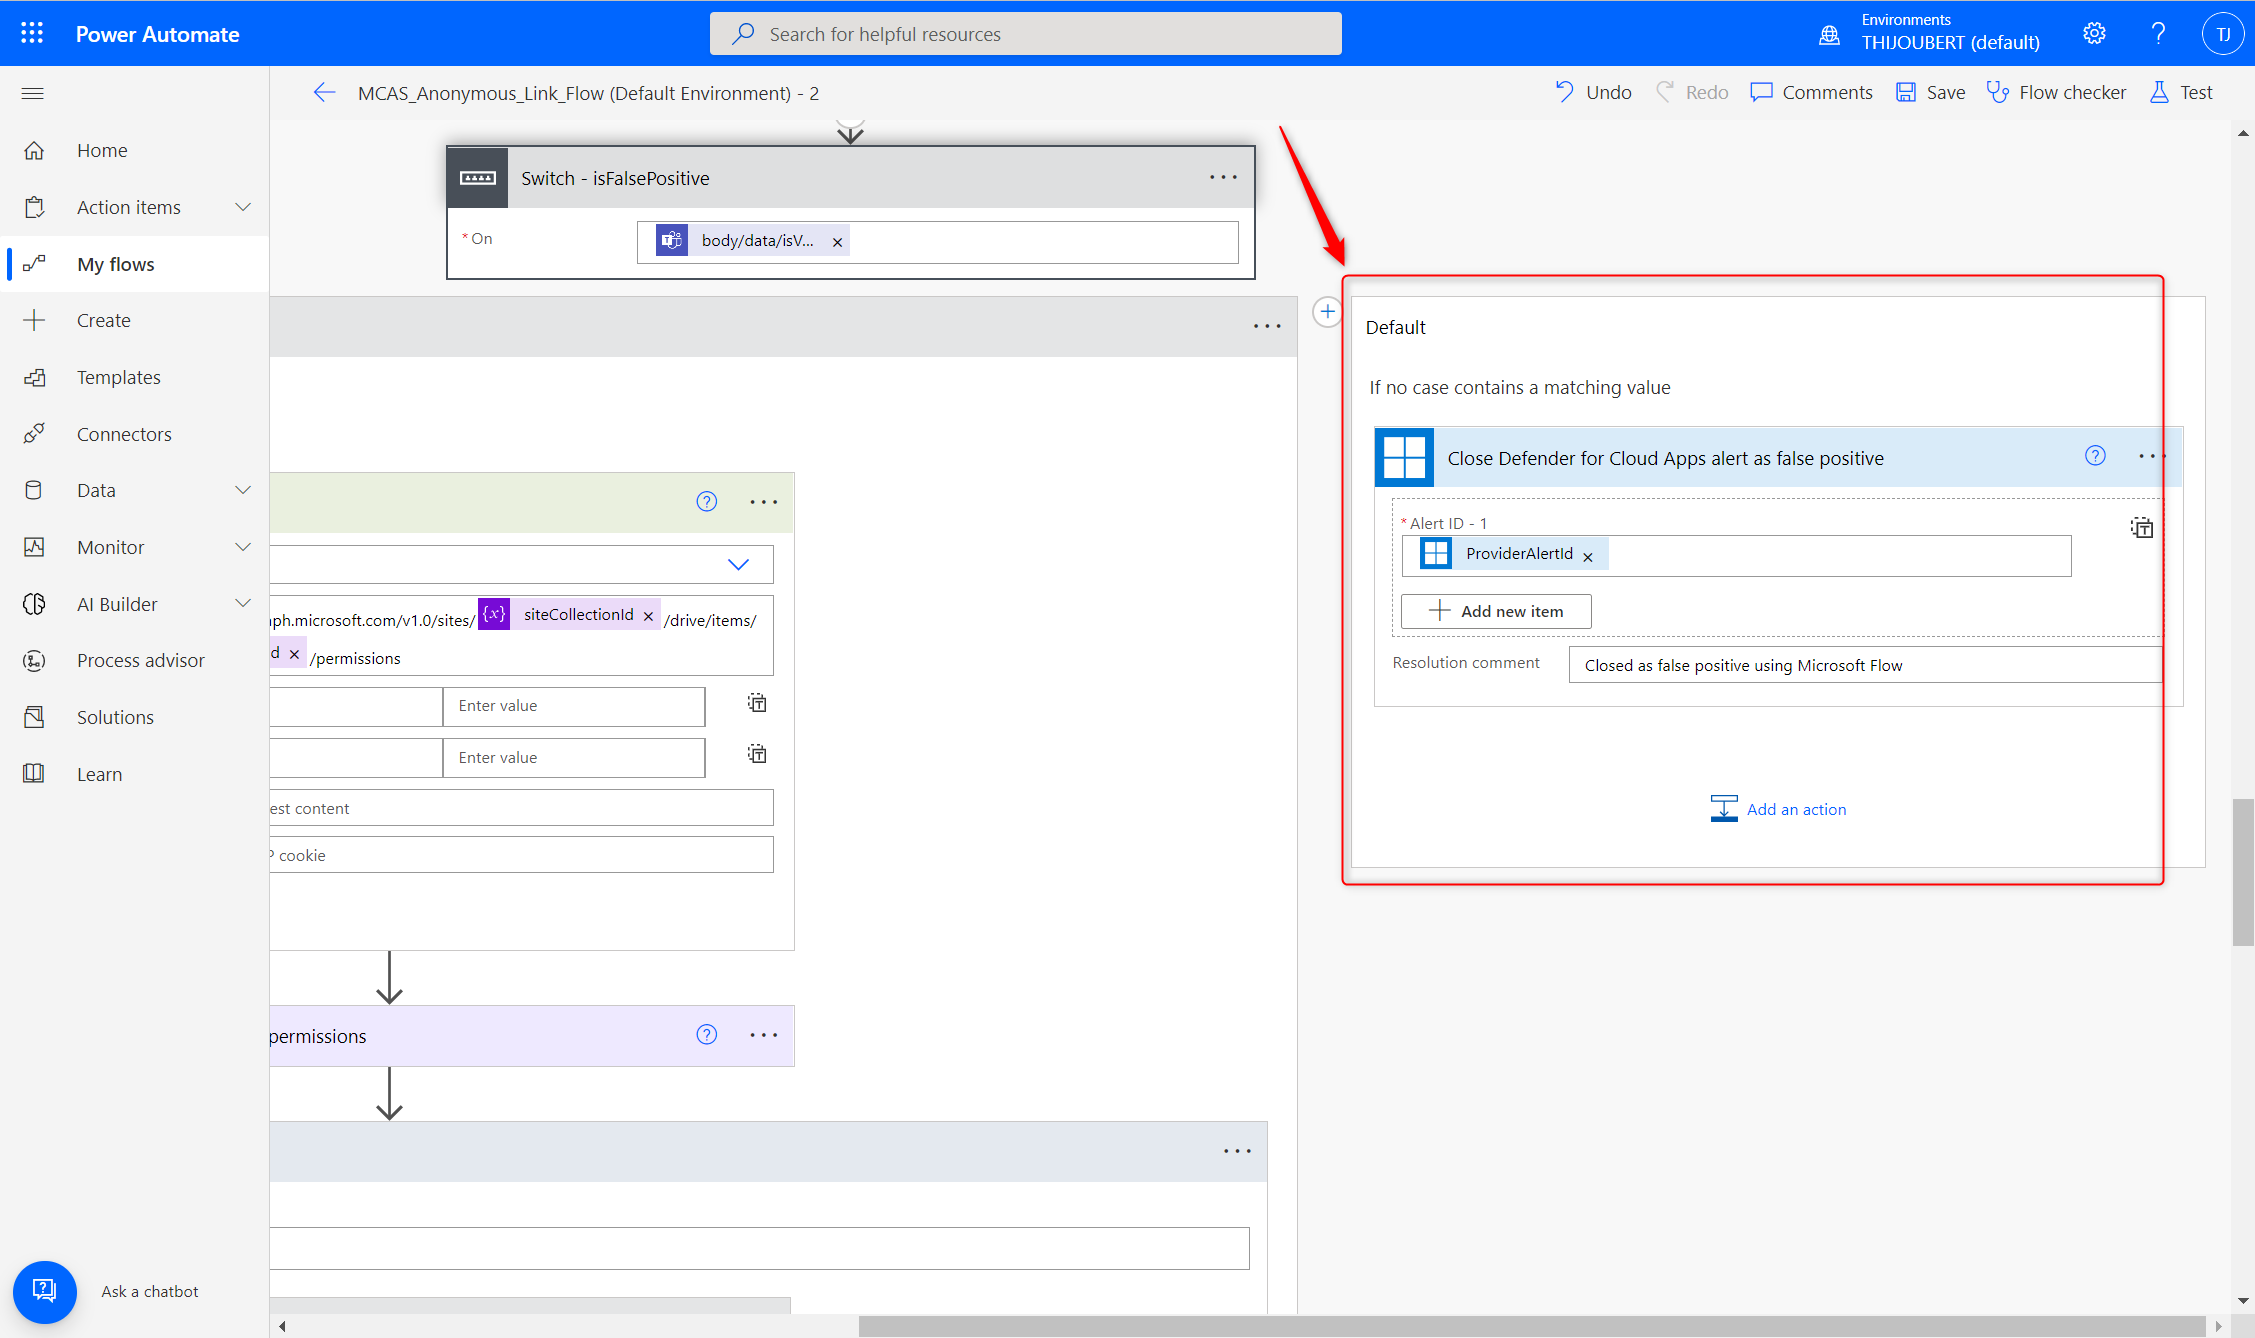 Power Automate
Search for helpful resources
Environments
THIJOUBERT (default)
TJ
MCAS_Anonymous_Link_Flow (Default Environment) - 2
Undo
Redo
Comments
Save
Flow checker
Test
Home
Action items
My flows
Create
Templates
Connectors
Data
Monitor
AI Builder
Process advisor
Solutions
Learn
Ask a chatbot
Switch - isFalsePositive
* On
body/data/isV... ×
Default
If no case contains a matching value
Close Defender for Cloud Apps alert as false positive
* Alert ID - 1
ProviderAlertId ×
Add new item
Resolution comment
Closed as false positive using Microsoft Flow
Add an action
aph.microsoft.com/v1.0/sites/ {x} siteCollectionId × /drive/items/
d × /permissions
Enter value
Enter value
est content
P cookie
permissions